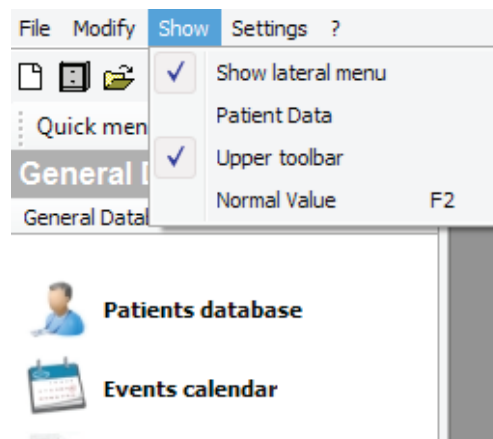 File Modify Show Settings ?
Show lateral menu
Patient Data
Quick men
Upper toolbar
General
Normal Value F2
General Datab
Patients database
Events calendar